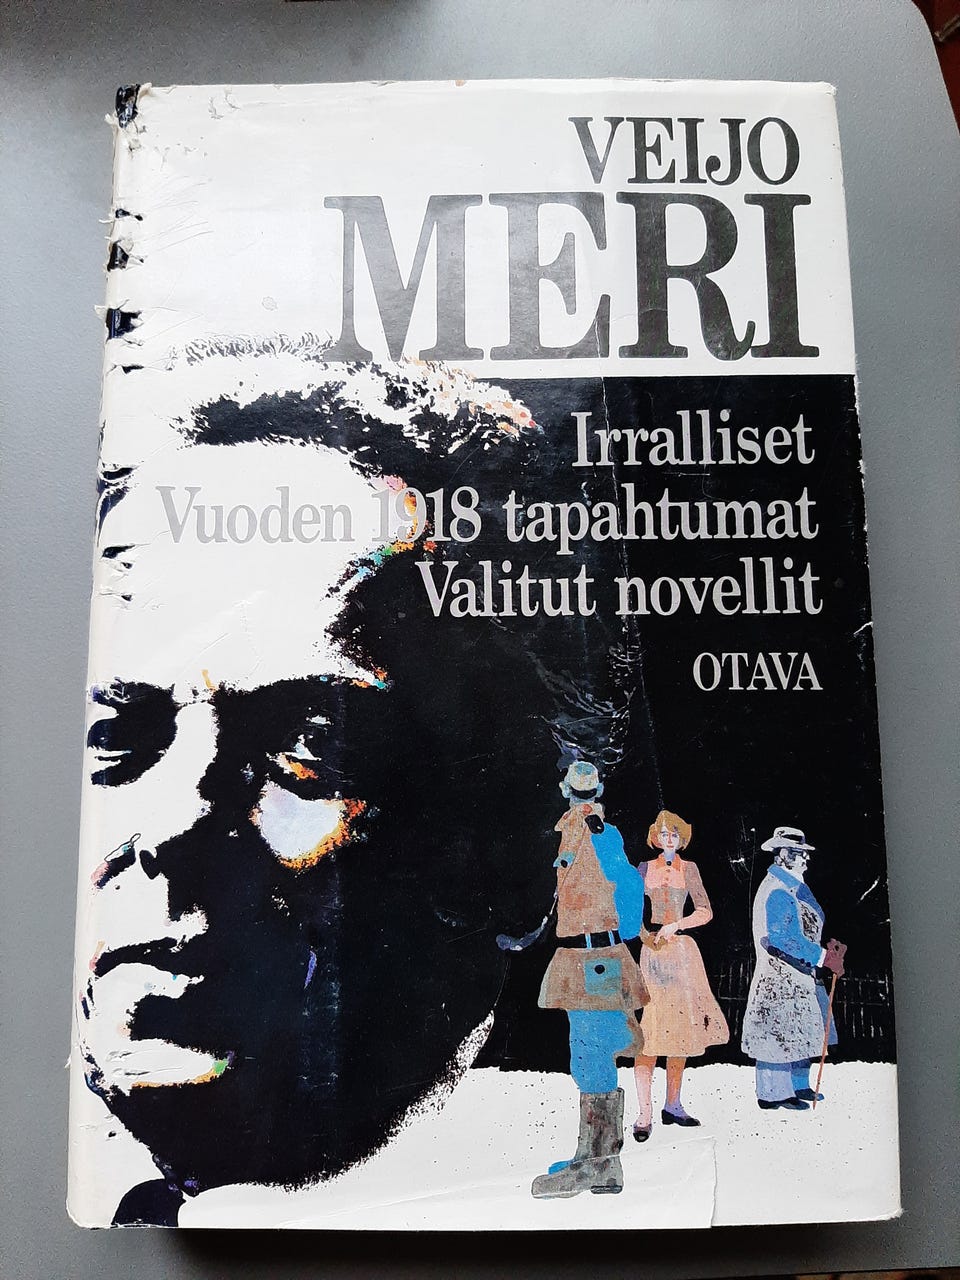 VEIJO
MERI
Irralliset
Vuoden 1918 tapahtumat
Valitut novellit
OTAVA